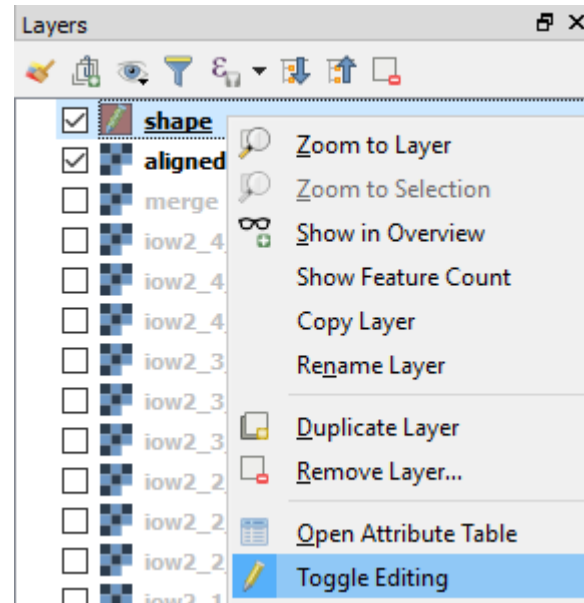 Layers
shape
aligned
merge
iow2_4
iow2_4
iow2_4
iow2_3
iow2_3
iow2_3
iow2_2
iow2_2
iow2_2
iow2_1
Zoom to Layer
Zoom to Selection
Show in Overview
Show Feature Count
Copy Layer
Rename Layer
Duplicate Layer
Remove Layer...
Open Attribute Table
Toggle Editing